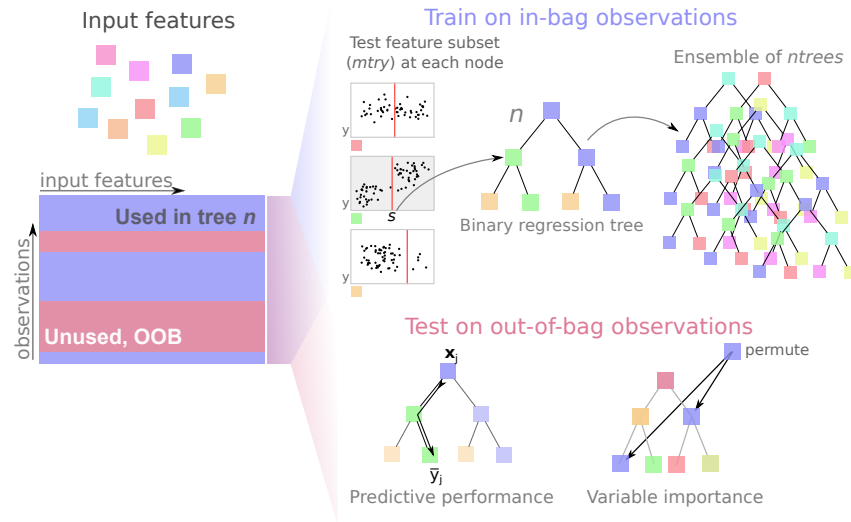 Input features
input features
observations
Used in tree n
Unused, OOB
Train on in-bag observations
Test feature subset
(mtry) at each node
y
y
s
y
n
Binary regression tree
Ensemble of ntrees
Test on out-of-bag observations
xj
ȳj
Predictive performance
permute
Variable importance